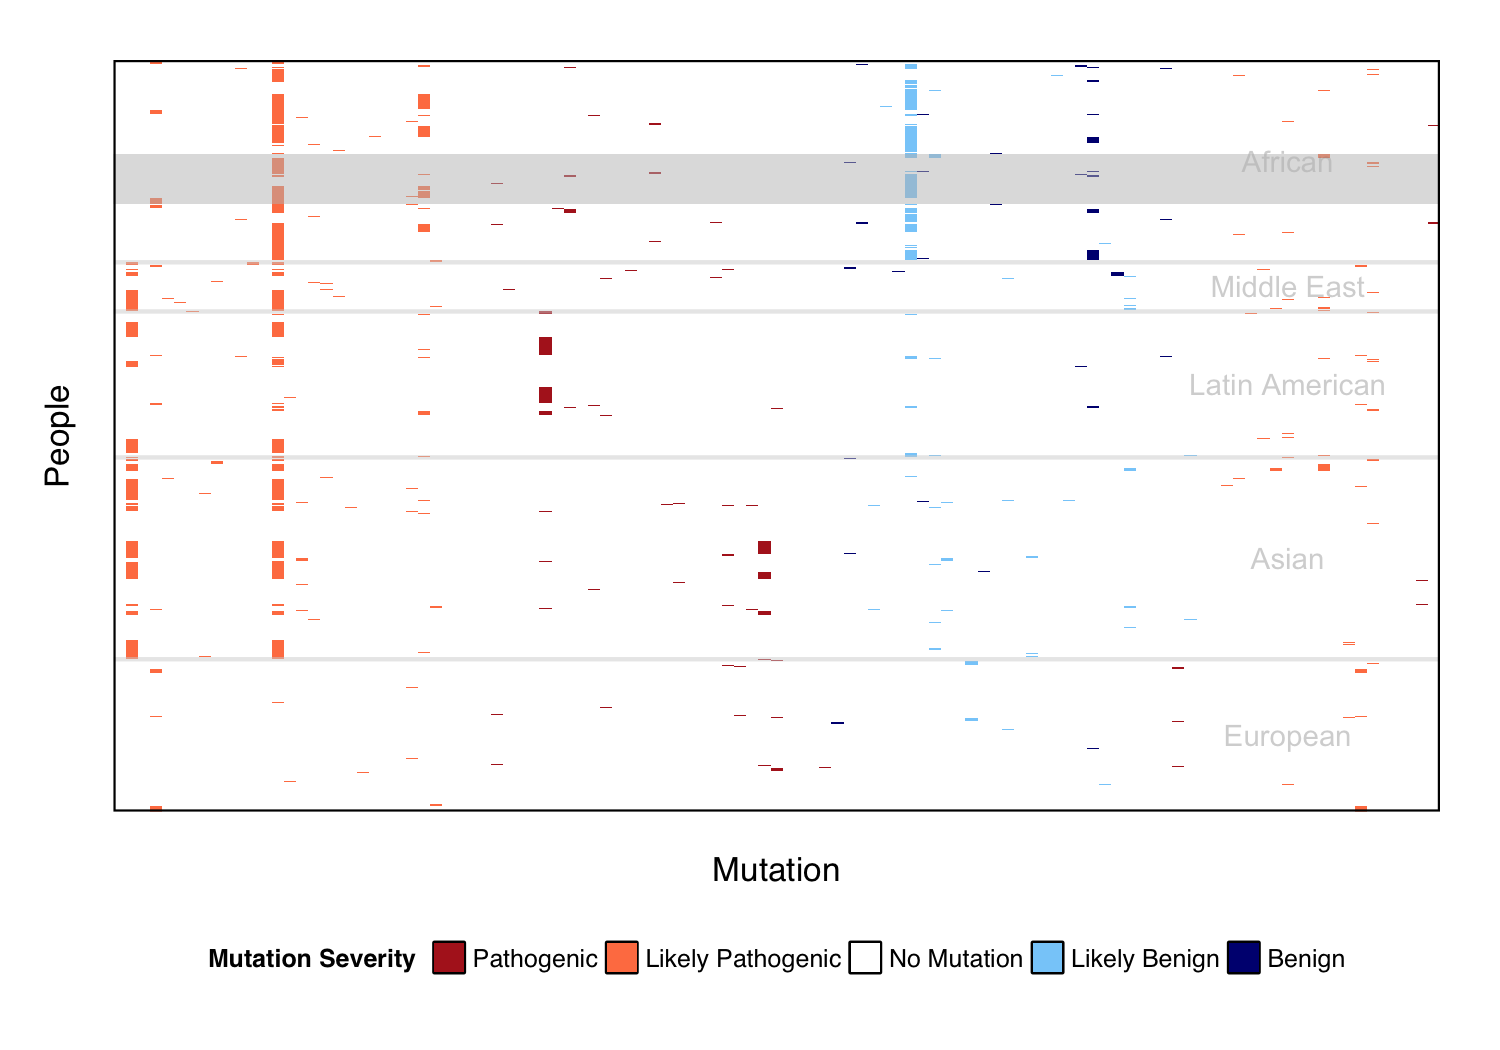 African
Middle East
Latin American
Asian
European
People
Mutation
Mutation Severity Pathogenic Likely Pathogenic No Mutation Likely Benign Benign